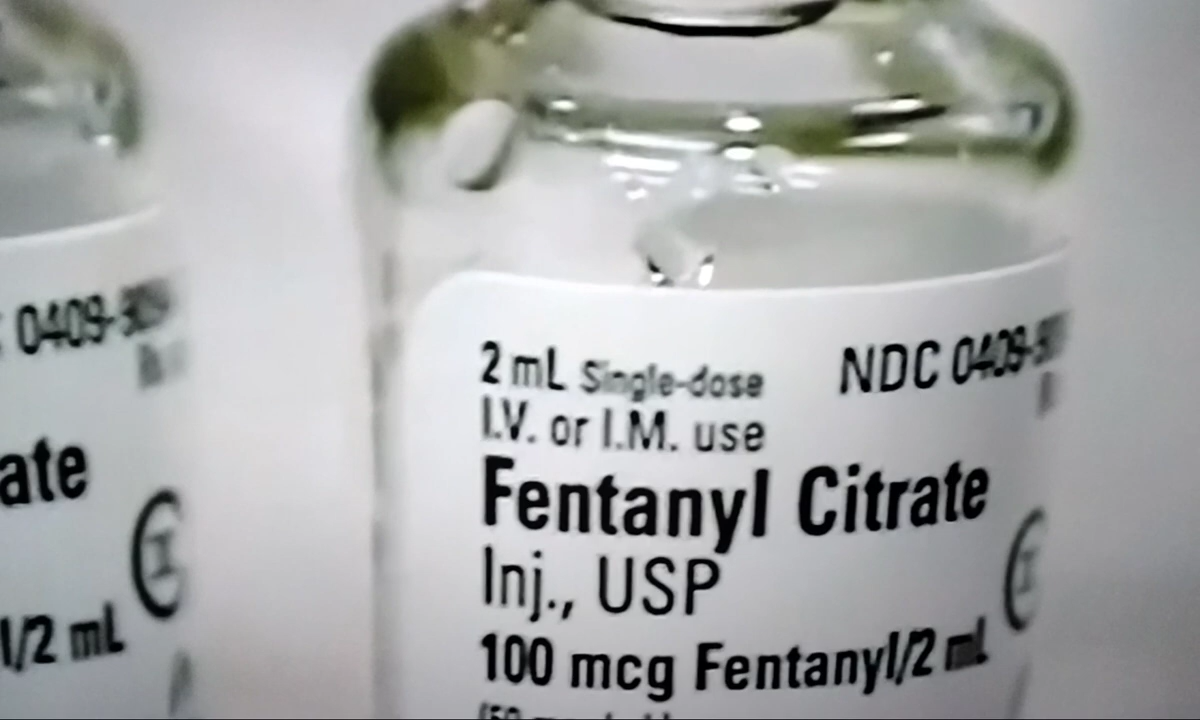 0409-
ate
l/2 mL
2 mL Single-dose NDC 0409-
I.V. or I.M. use
Fentanyl Citrate
Inj., USP
100 mcg Fentanyl/2 mL